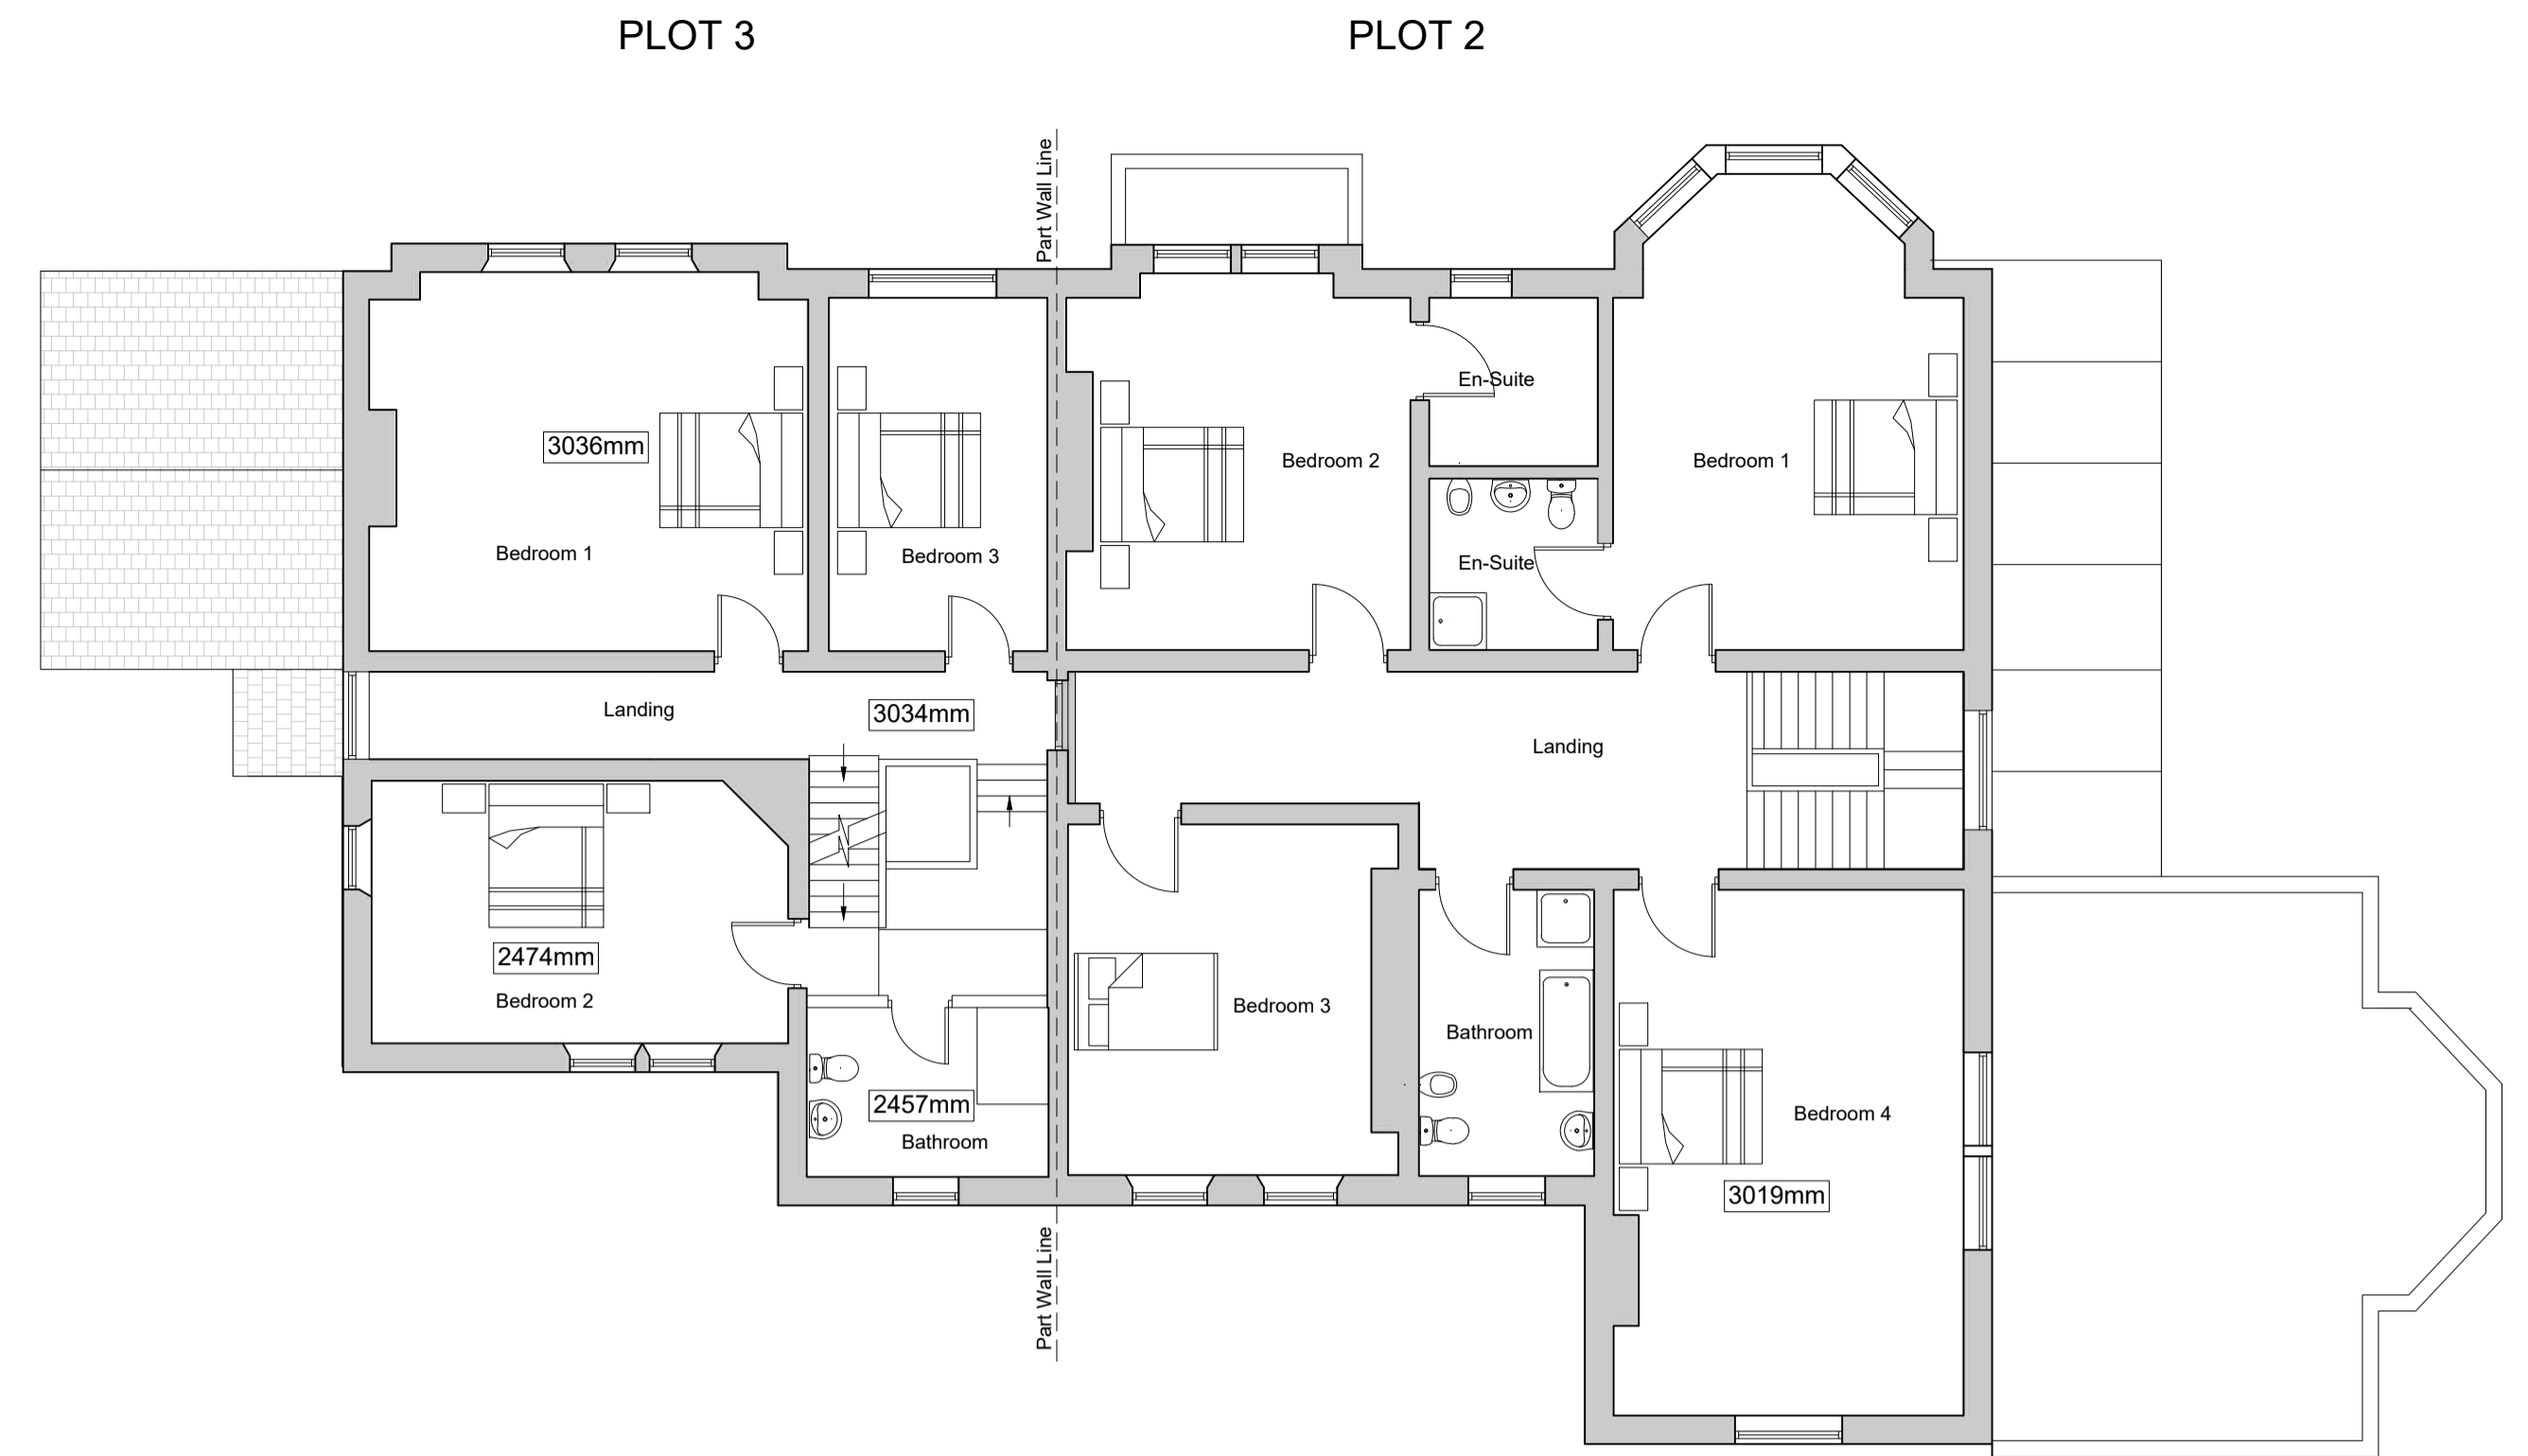 PLOT 3
PLOT 2
Part Wall Line
En-Suite
3036mm
Bedroom 2
Bedroom 1
Bedroom 1
Bedroom 3
En-Suite
Landing
3034mm
Landing
2474mm
Bedroom 2
Bedroom 3
Bathroom
2457mm
Bedroom 4
Bathroom
3019mm
Part Wall Line